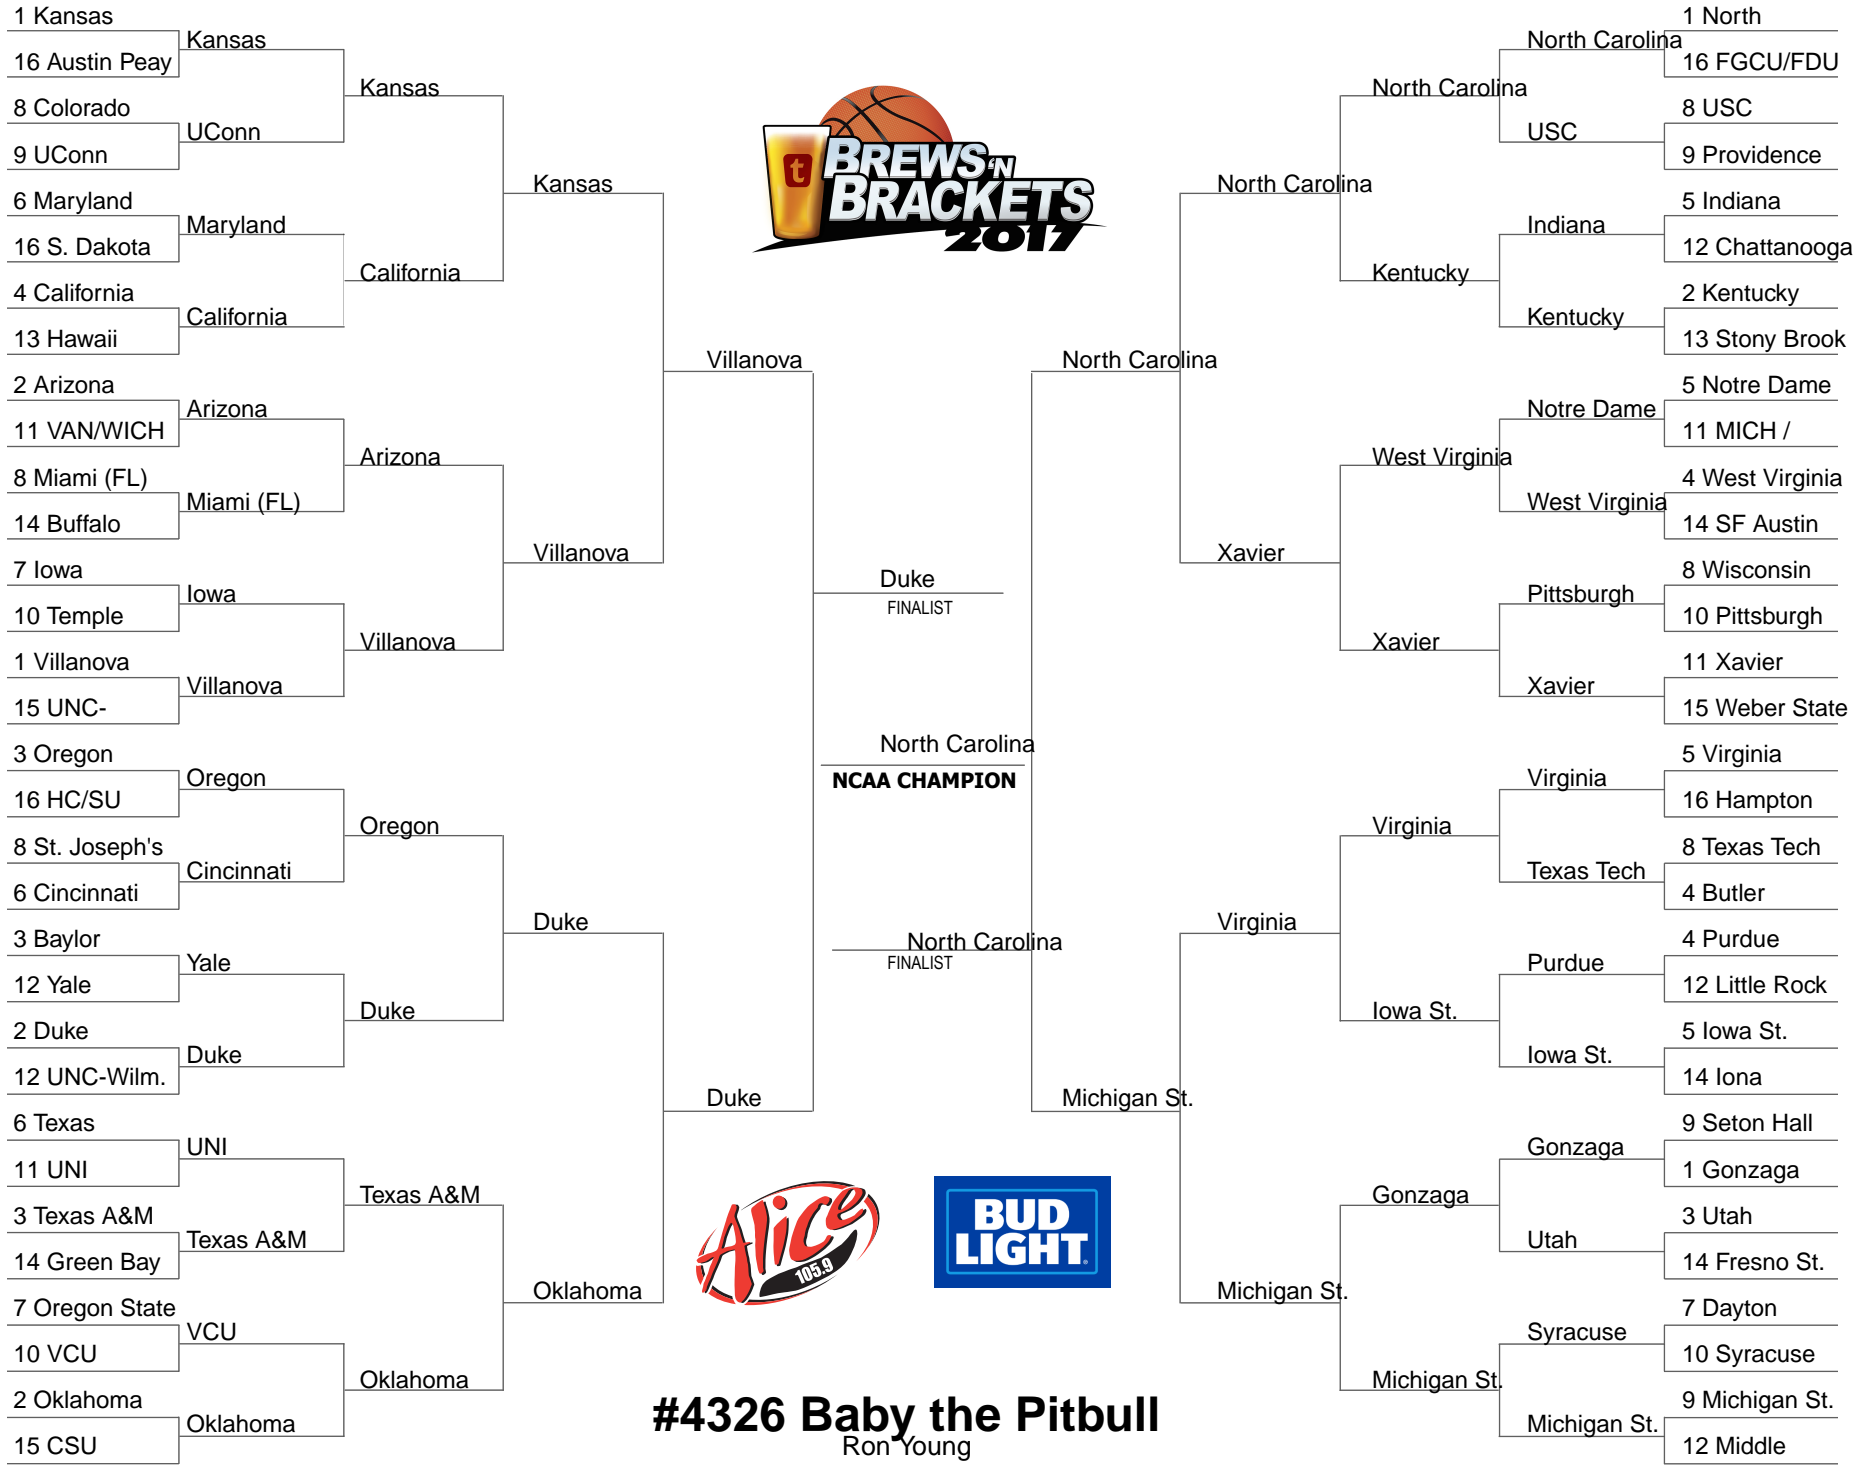 1 Kansas
16 Austin Peay
8 Colorado
9 UConn
6 Maryland
16 S. Dakota
4 California
13 Hawaii
2 Arizona
11 VAN/WICH
8 Miami (FL)
14 Buffalo
7 Iowa
10 Temple
1 Villanova
15 UNC-
3 Oregon
16 HC/SU
8 St. Joseph's
6 Cincinnati
3 Baylor
12 Yale
2 Duke
12 UNC-Wilm.
6 Texas
11 UNI
3 Texas A&M
14 Green Bay
7 Oregon State
10 VCU
2 Oklahoma
15 CSU
Kansas
UConn
Maryland
California
Arizona
Miami (FL)
Iowa
Villanova
Oregon
Cincinnati
Yale
Duke
UNI
Texas A&M
VCU
Oklahoma
Kansas
California
Arizona
Villanova
Oregon
Duke
Texas A&M
Oklahoma
Kansas
Villanova
Duke
Oklahoma
Villanova
Duke
t
BREWS 'N
BRACKETS
2017
Duke
FINALIST
North Carolina
NCAA CHAMPION
North Carolina
FINALIST
Alice
105.9
BUD
LIGHT
#4326 Baby the Pitbull
Ron Young
North Carolina
Michigan St.
North Carolina
Xavier
Virginia
Michigan St.
North Carolina
Kentucky
West Virginia
Xavier
Virginia
Iowa St.
Gonzaga
Michigan St.
North Carolina
USC
Indiana
Kentucky
Notre Dame
West Virginia
Pittsburgh
Xavier
Virginia
Texas Tech
Purdue
Iowa St.
Gonzaga
Utah
Syracuse
Michigan St.
1 North
16 FGCU/FDU
8 USC
9 Providence
5 Indiana
12 Chattanooga
2 Kentucky
13 Stony Brook
5 Notre Dame
11 MICH /
4 West Virginia
14 SF Austin
8 Wisconsin
10 Pittsburgh
11 Xavier
15 Weber State
5 Virginia
16 Hampton
8 Texas Tech
4 Butler
4 Purdue
12 Little Rock
5 Iowa St.
14 Iona
9 Seton Hall
1 Gonzaga
3 Utah
14 Fresno St.
7 Dayton
10 Syracuse
9 Michigan St.
12 Middle